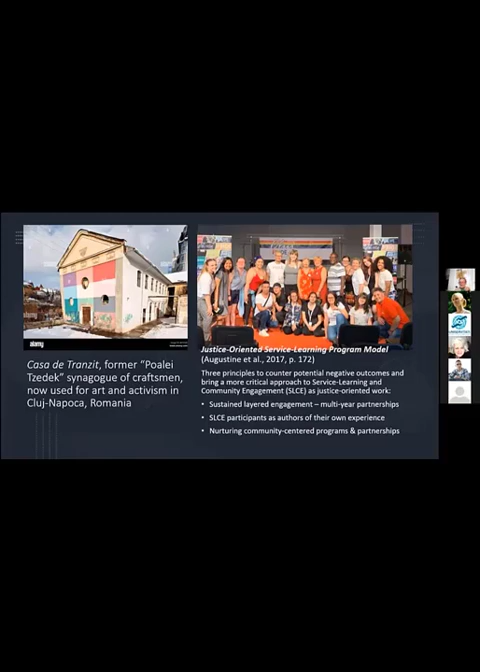 alamy
Casa de Tranzit, former “Poalei
Tzedek” synagogue of craftsmen,
now used for art and activism in
Cluj-Napoca, Romania
Justice-Oriented Service-Learning Program Model
(Augustine et al., 2017, p. 172)
Three principles to counter potential negative outcomes and
bring a more critical approach to Service-Learning and
Community Engagement (SLCE) as justice-oriented work:
• Sustained layered engagement – multi-year partnerships
• SLCE participants as authors of their own experience
• Nurturing community-centered programs & partnerships